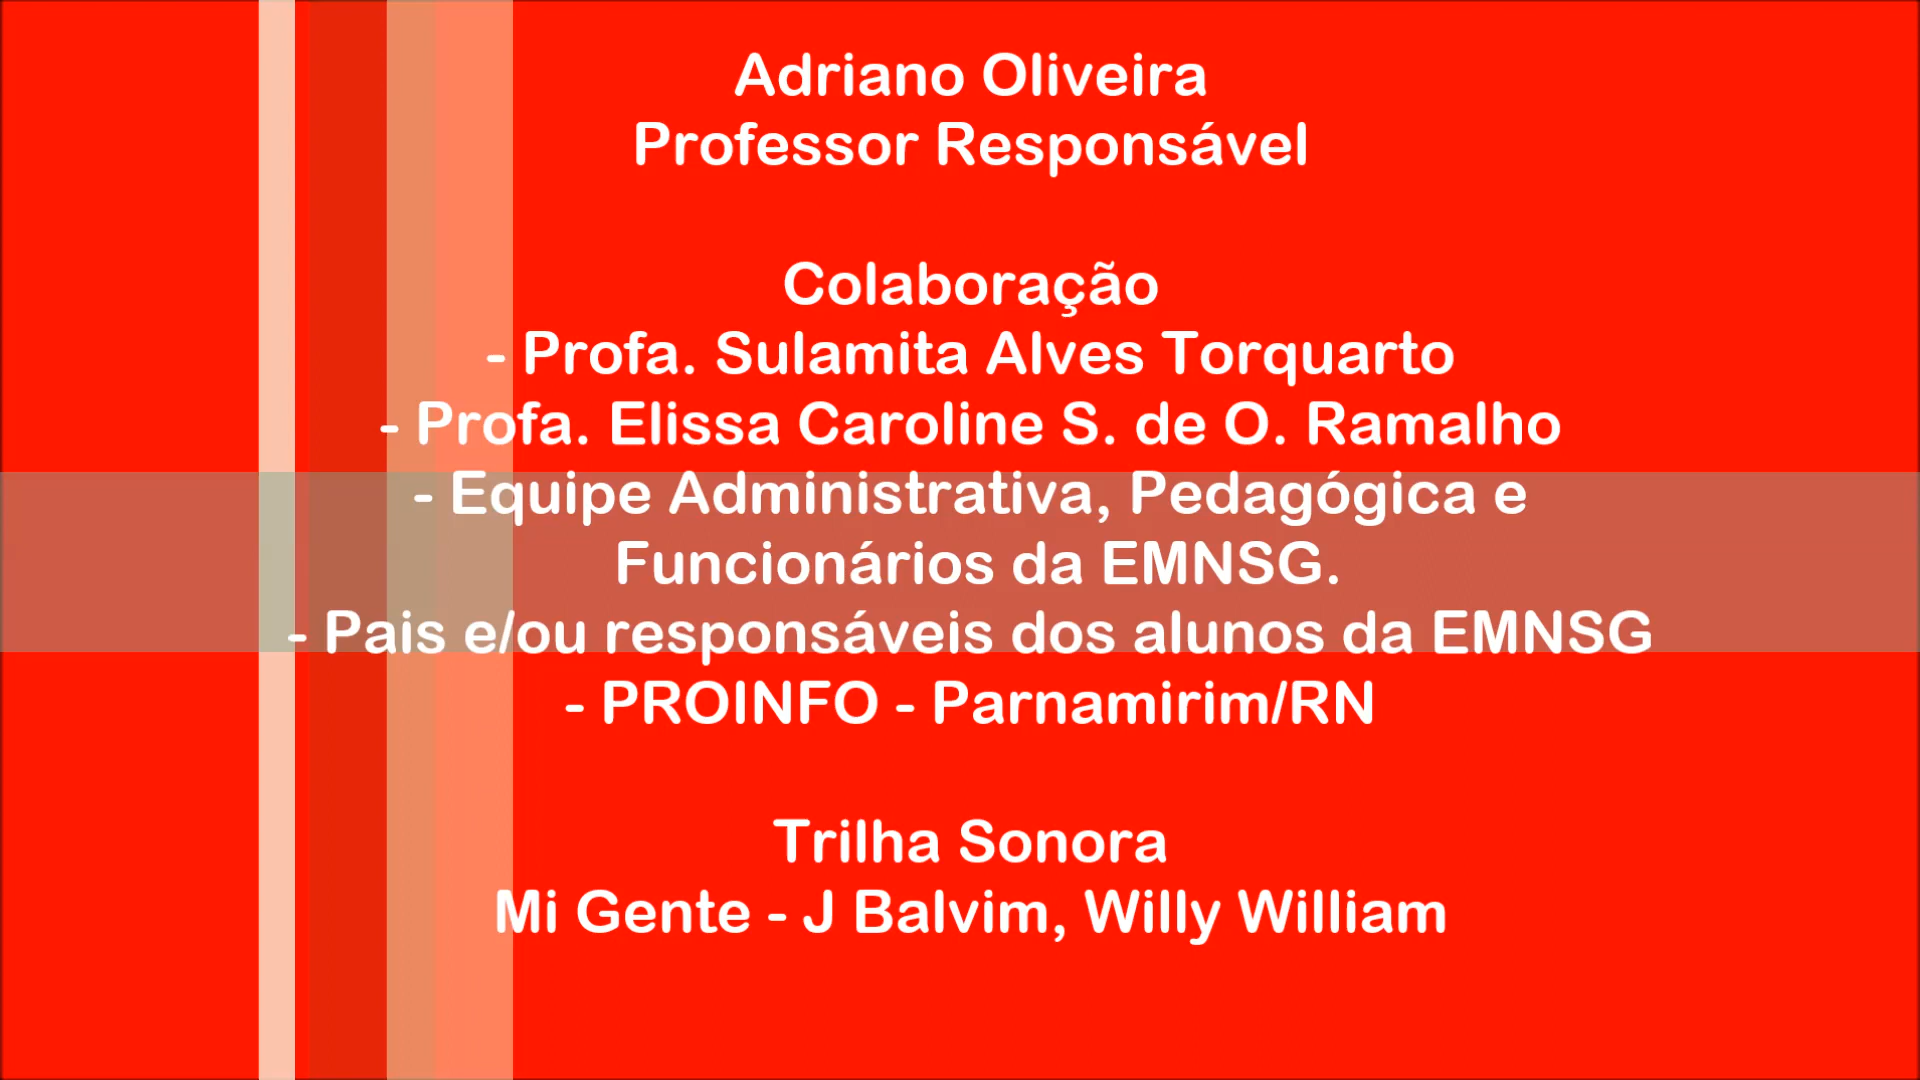 Adriano Oliveira
Professor Responsável
Colaboração
- Profa. Sulamita Alves Torquarto
- Profa. Elissa Caroline S. de O. Ramalho
- Equipe Administrativa, Pedagógica e
Funcionários da EMNSG.
- Pais e/ou responsáveis dos alunos da EMNSG
- PROINFO - Parnamirim/RN
Trilha Sonora
Mi Gente - J Balvim, Willy William